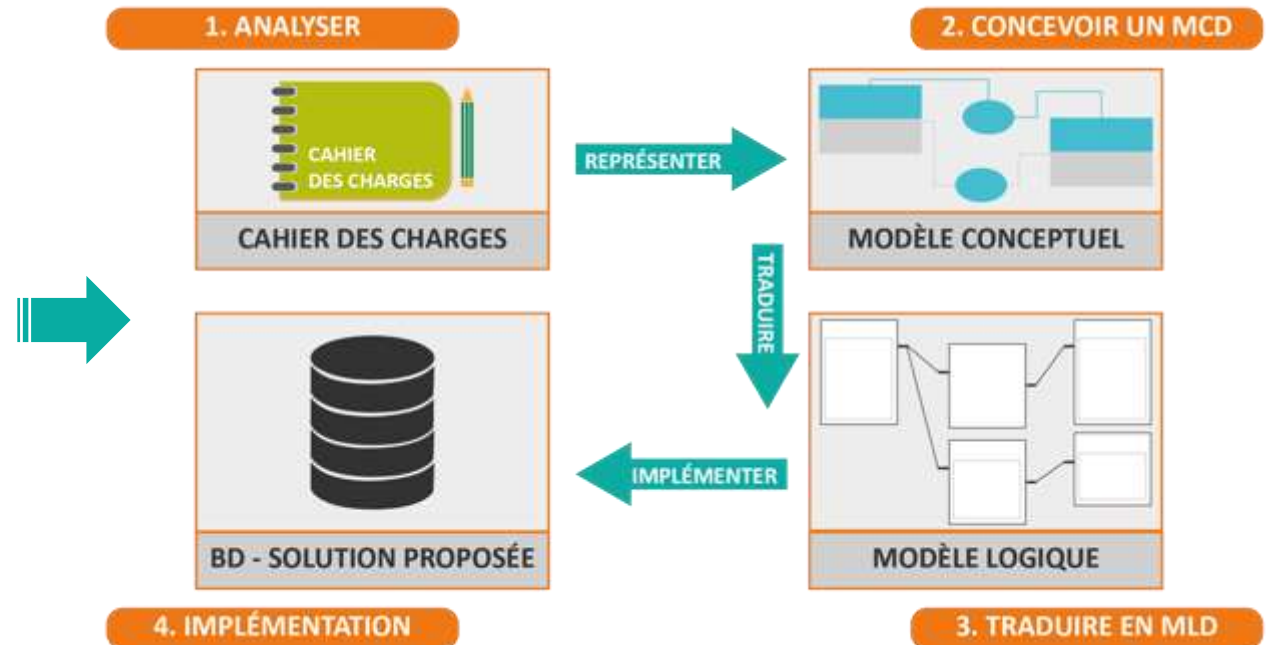 1. ANALYSER
2. CONCEVOIR UN MCD
CAHIER
DES CHARGES
CAHIER DES CHARGES
REPRÉSENTER
MODÈLE CONCEPTUEL
TRADUIRE
BD - SOLUTION PROPOSÉE
IMPLÉMENTER
MODÈLE LOGIQUE
4. IMPLÉMENTATION
3. TRADUIRE EN MLD